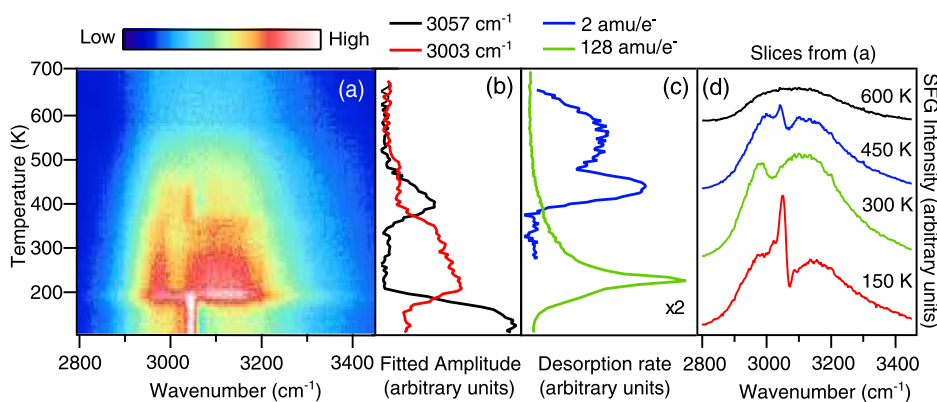 Low High
3057 cm⁻¹
3003 cm⁻¹
2 amu/e⁻
128 amu/e⁻
Slices from (a)
(a)
(b)
(c)
(d)
Temperature (K)
700
600
500
400
300
200
2800 3000 3200 3400
Wavenumber (cm⁻¹)
Fitted Amplitude
(arbitrary units)
x2
Desorption rate
(arbitrary units)
600 K
450 K
300 K
150 K
2800 3000 3200 3400
Wavenumber (cm⁻¹)
SFG Intensity (arbitrary units)